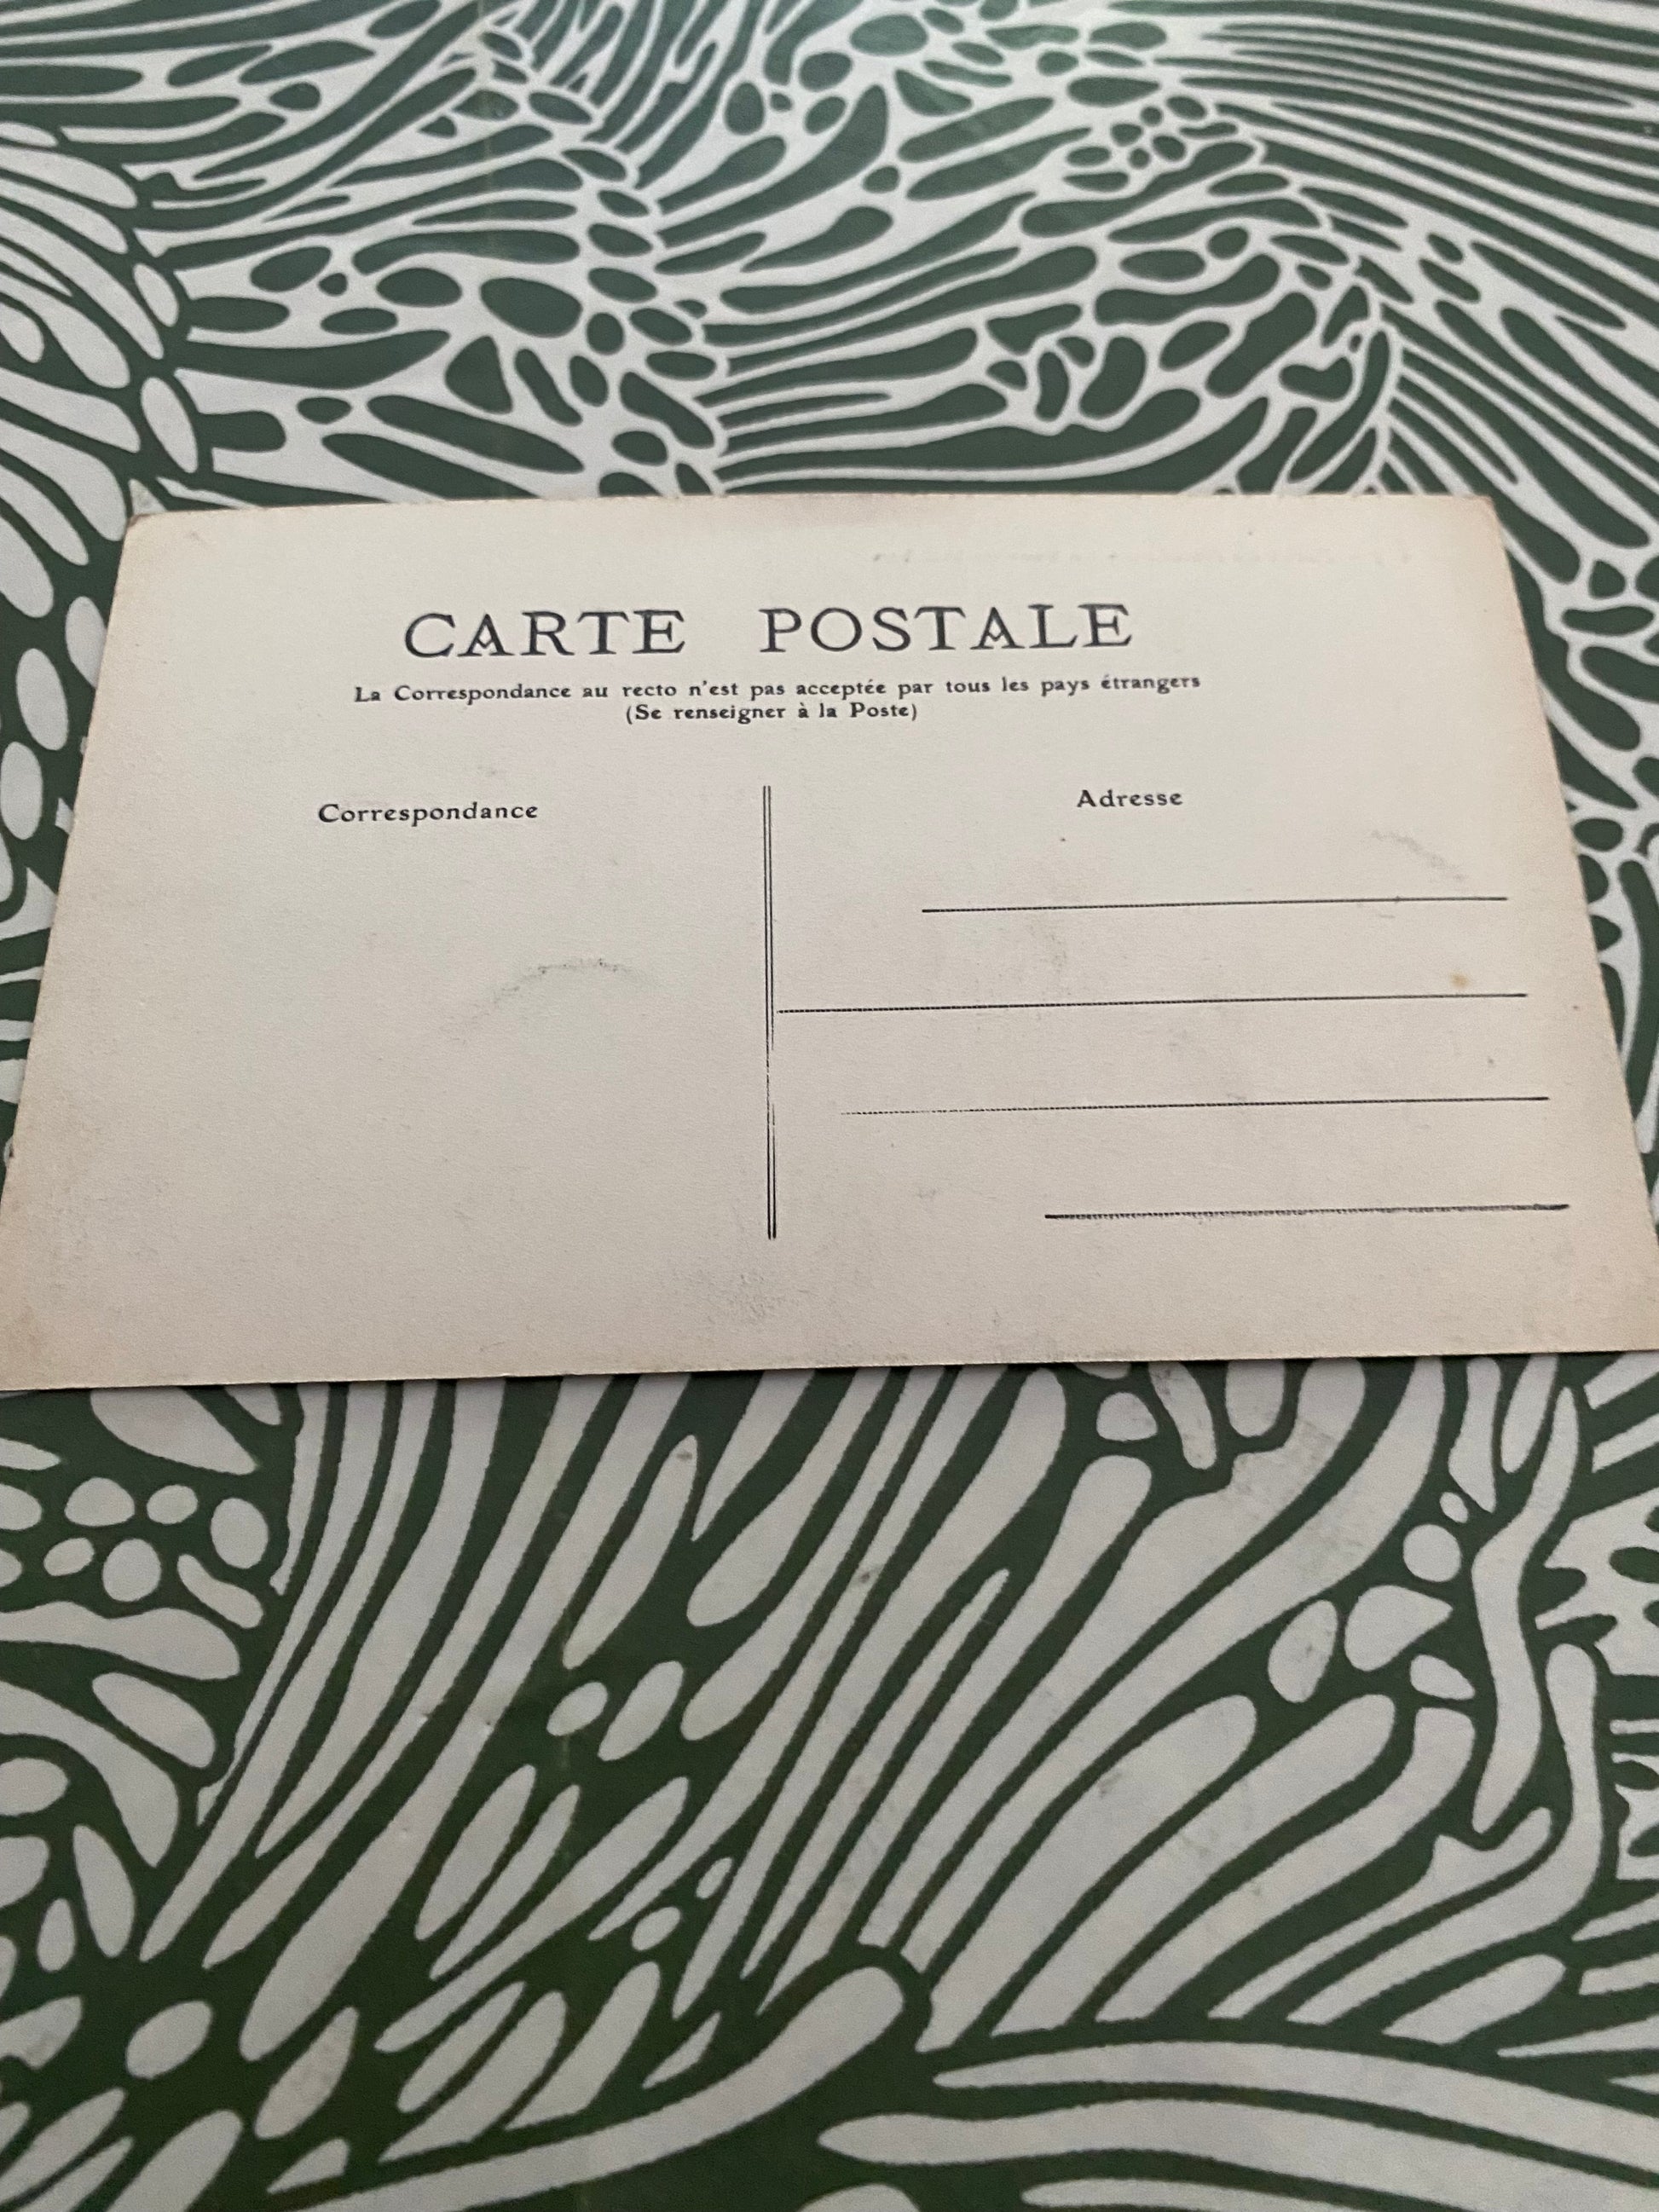 CARTE POSTALE
La Correspondance au recto n'est pas acceptée par tous les pays étrangers
(Se renseigner à la Poste)
Correspondance
Adresse